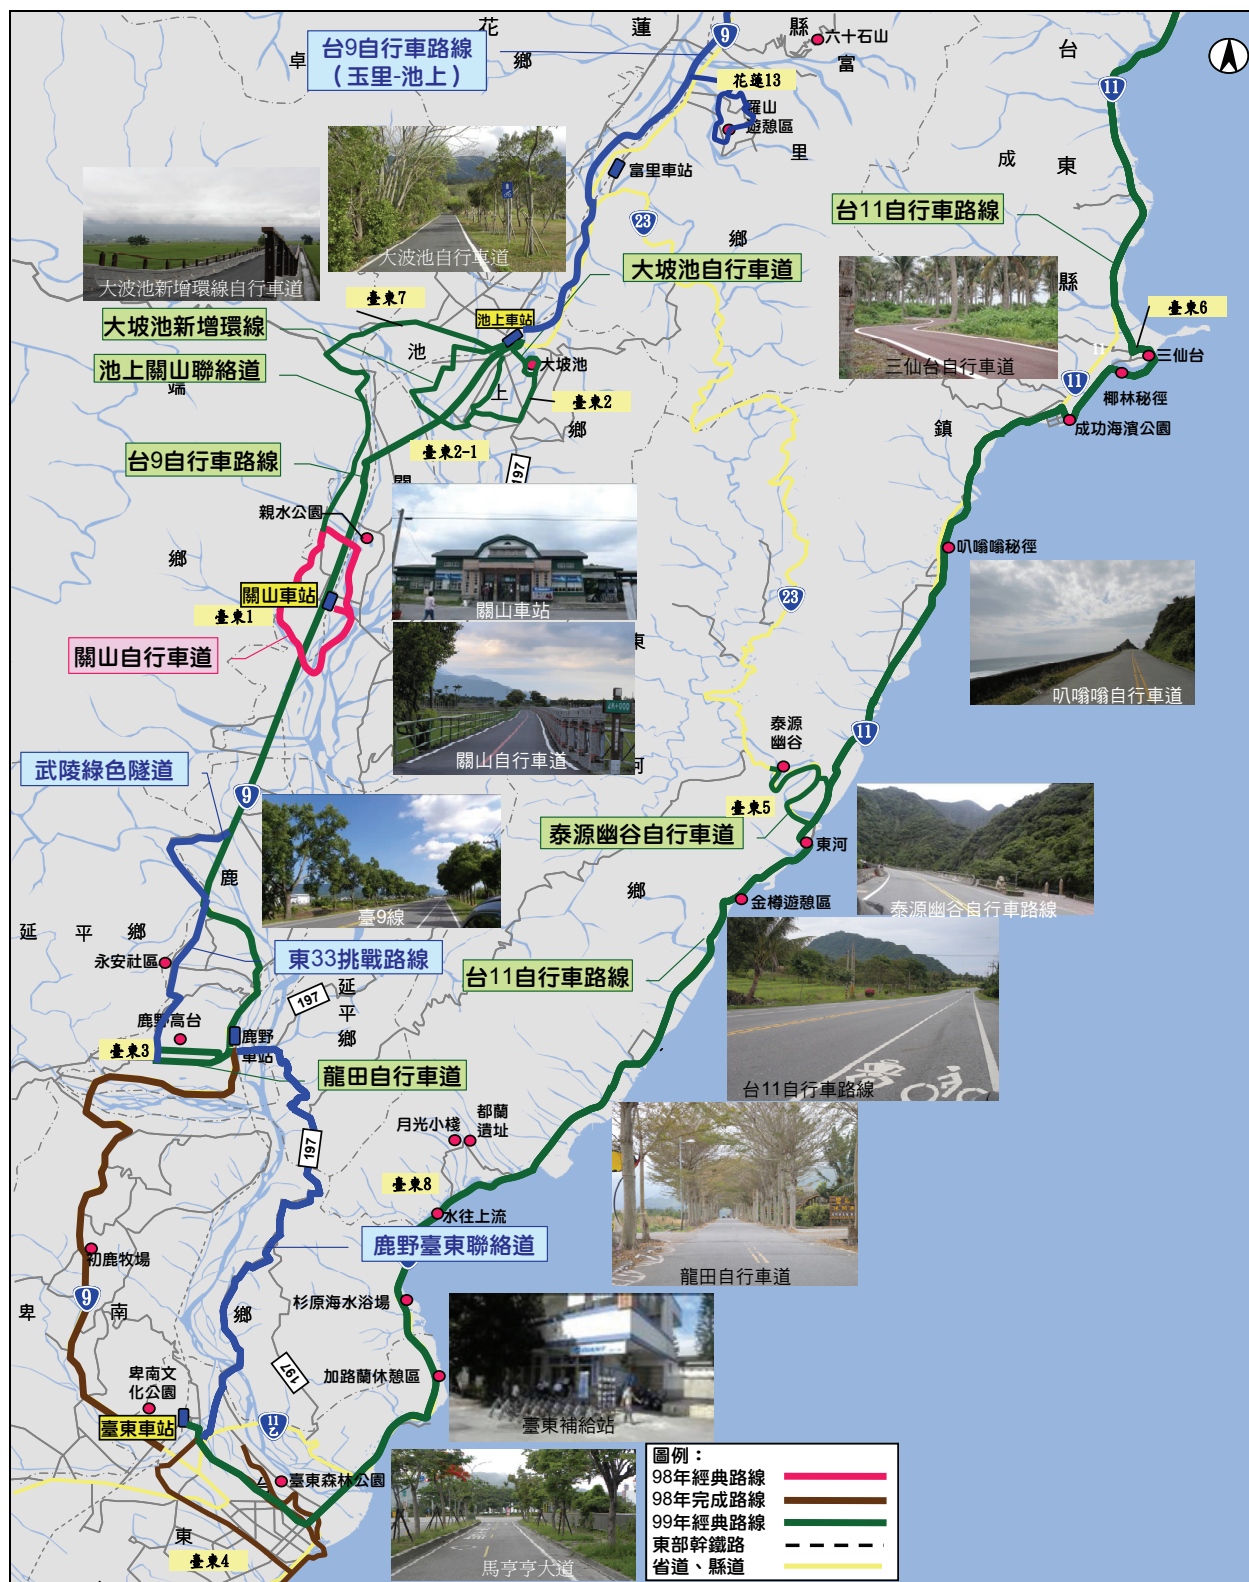 花
蓮
縣
卓
鄉
台9自行車路線
（玉里-池上）
9
六十石山
富
台
花蓮13
羅山
遊憩區
里
11
成
東
富里車站
23
鄉
台11自行車路線
縣
大坡池自行車道
大波池自行車道
大波池新增環線自行車道
臺東7
臺東6
大坡池新增環線
池上車站
池
三仙台
11
大坡池
池上關山聯絡道
端
上
三仙台自行車道
11
椰林秘徑
臺東2
鄉
鎮
成功海濱公園
臺東2-1
台9自行車路線
197
關
親水公園
叭嗡嗡秘徑
鄉
關山車站
23
關山車站
臺東1
關山自行車道
東
叭嗡嗡自行車道
泰源
幽谷
11
武陵綠色隧道
關山自行車道
河
9
臺東5
泰源幽谷自行車道
東河
鹿
鄉
金樽遊憩區
臺9線
泰源幽谷自行車路線
延
平
鄉
永安社區
東33挑戰路線
台11自行車路線
延
平
鄉
197
鹿野高台
鹿野
車站
臺東3
龍田自行車道
台11自行車路線
月光小棧
都蘭
遺址
197
臺東8
水往上流
鹿野臺東聯絡道
初鹿牧場
龍田自行車道
9
杉原海水浴場
卑
南
鄉
197
加路蘭休憩區
卑南文
化公園
臺東車站
11
乙
臺東補給站
台
臺東森林公園
東
臺東4
馬亨亨大道
圖例：
98年經典路線
98年完成路線
99年經典路線
東部幹鐵路
省道、縣道